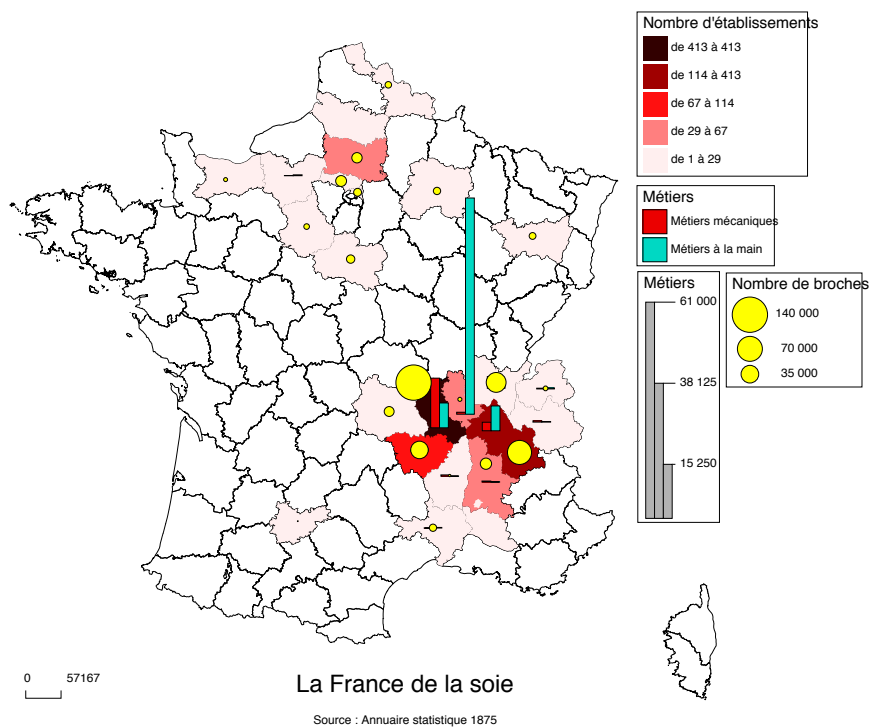 Nombre d'établissements
de 413 à 413
de 114 à 413
de 67 à 114
de 29 à 67
de 1 à 29
Métiers
Métiers mécaniques
Métiers à la main
Métiers
61 000
38 125
15 250
Nombre de broches
140 000
70 000
35 000
0 57167
La France de la soie
Source : Annuaire statistique 1875